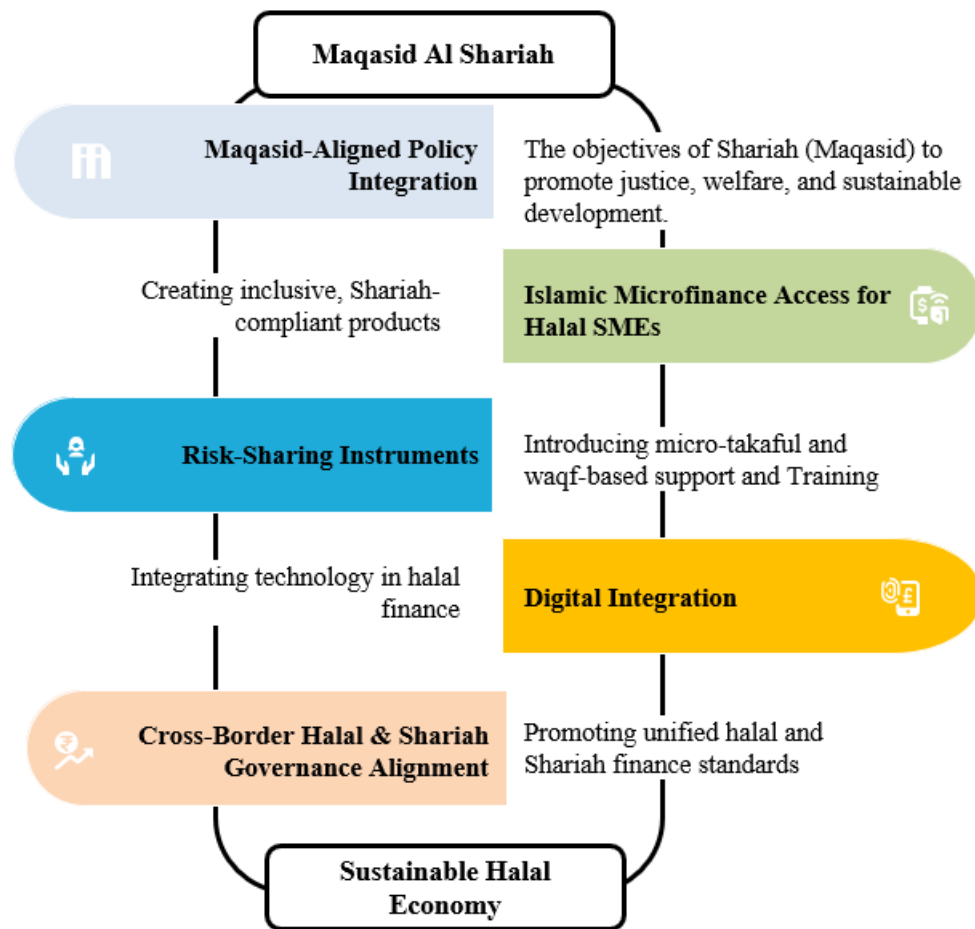 Maqasid Al Shariah
Maqasid-Aligned Policy
Integration
The objectives of Shariah (Maqasid) to
promote justice, welfare, and sustainable
development.
Creating inclusive, Shariah-
compliant products
Islamic Microfinance Access for
Halal SMEs
$
Risk-Sharing Instruments
Introducing micro-takaful and
waqf-based support and Training
Integrating technology in halal
finance
Digital Integration
£
Cross-Border Halal & Shariah
Governance Alignment
₹
Promoting unified halal and
Shariah finance standards
Sustainable Halal
Economy